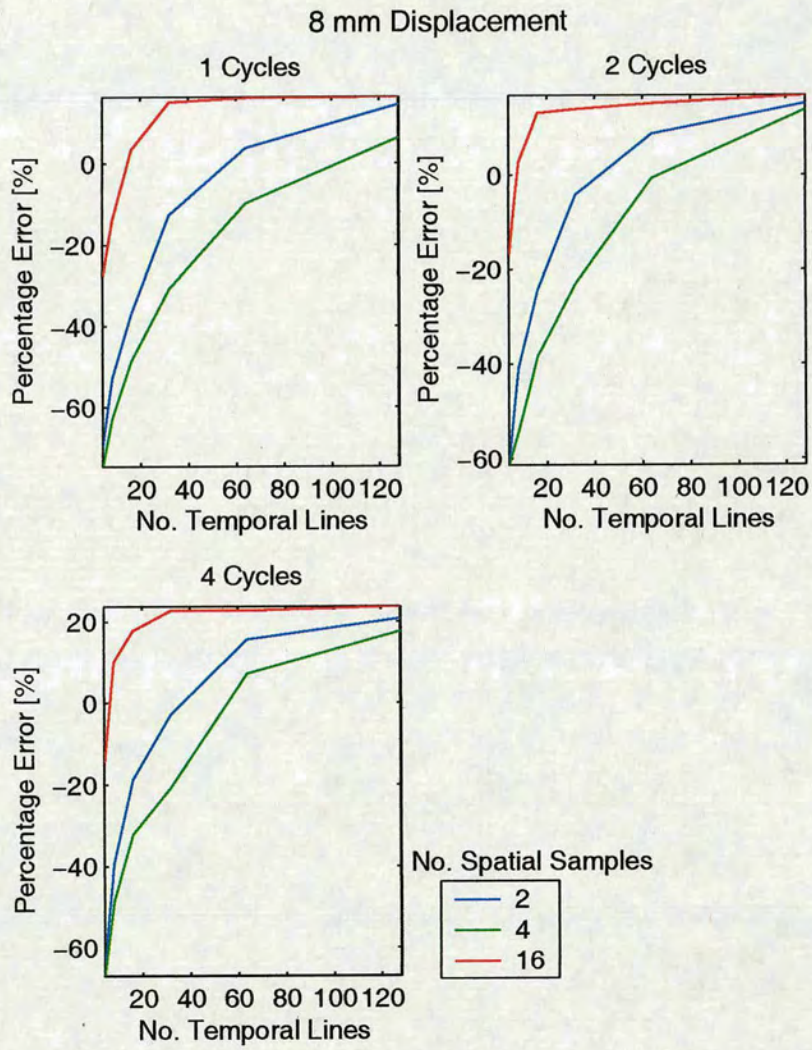 8 mm Displacement
1 Cycles
0
−20
−40
−60
Percentage Error [%]
20 40 60 80 100 120
No. Temporal Lines
2 Cycles
0
−20
−40
−60
Percentage Error [%]
20 40 60 80 100 120
No. Temporal Lines
4 Cycles
20
0
−20
−40
−60
Percentage Error [%]
20 40 60 80 100 120
No. Temporal Lines
No. Spatial Samples
2
4
16